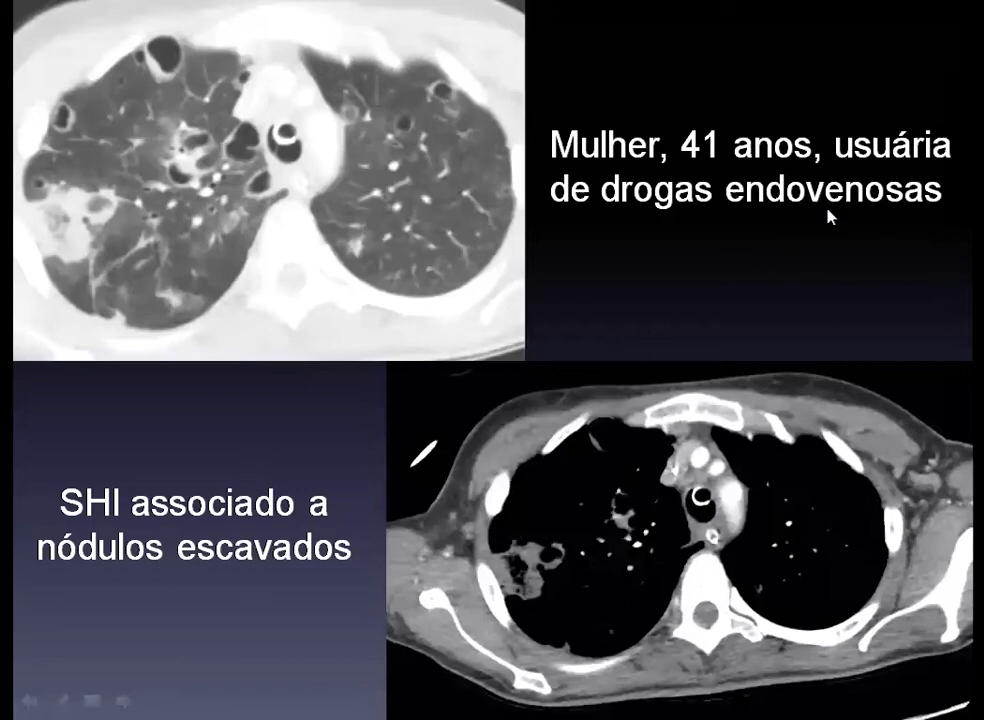 Mulher, 41 anos, usuária
de drogas endovenosas
SHI associado a
nódulos escavados